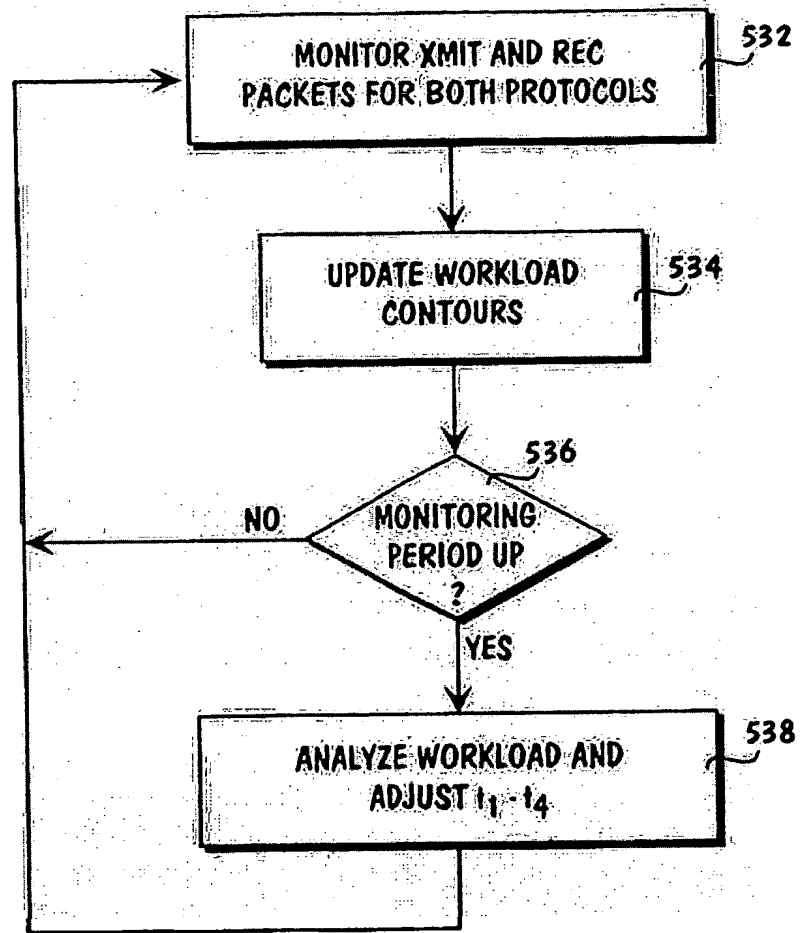 MONITOR XMIT AND REC
PACKETS FOR BOTH PROTOCOLS
532
UPDATE WORKLOAD
CONTOURS
534
536
MONITORING
PERIOD UP
?
NO
YES
ANALYZE WORKLOAD AND
ADJUST t1 - t4
538